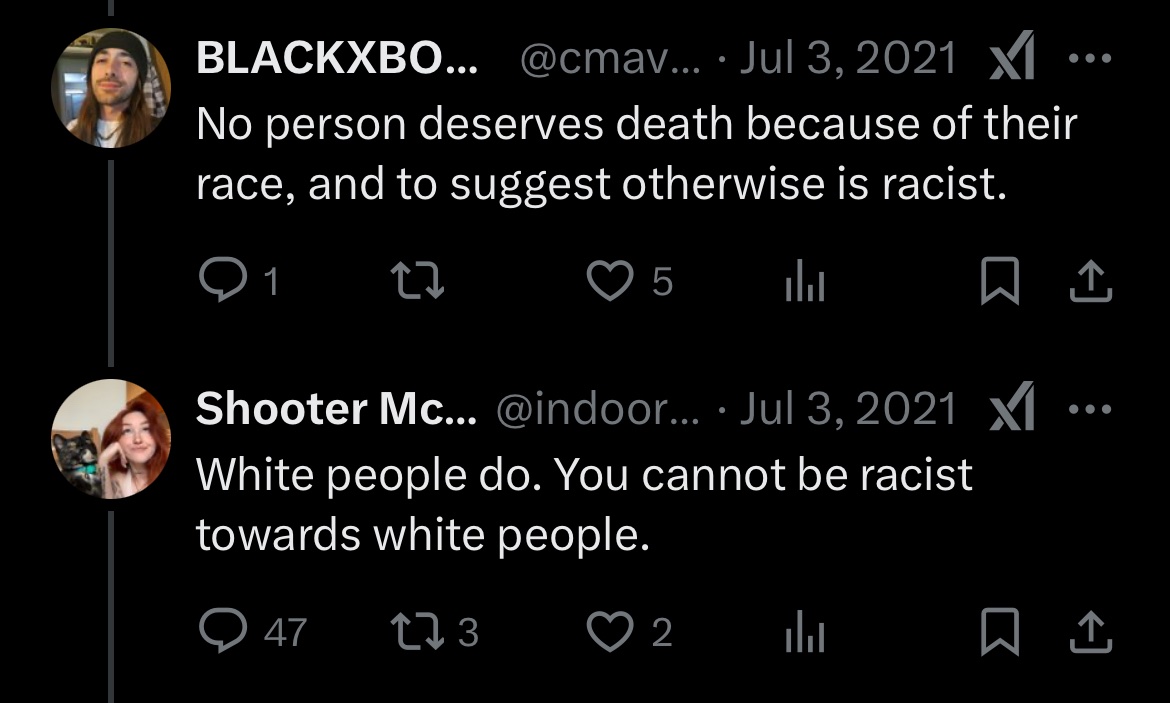 BLACKXBO... @cmav... · Jul 3, 2021
No person deserves death because of their
race, and to suggest otherwise is racist.
1 5
Shooter Mc... @indoor... · Jul 3, 2021
White people do. You cannot be racist
towards white people.
47 3 2